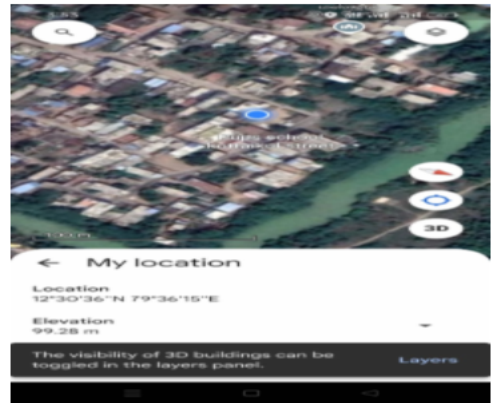 3D
My location
Location
12°30'36"N 79°36'15"E
Elevation
99.28 m
The visibility of 3D buildings can be
toggled in the layers panel.
Layers